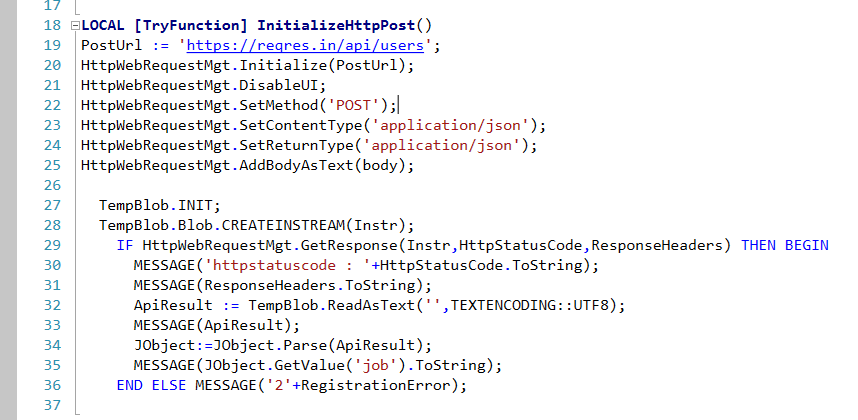 17
18 LOCAL [TryFunction] InitializeHttpPost()
19 PostUrl := 'https://reqres.in/api/users';
20 HttpWebRequestMgt.Initialize(PostUrl);
21 HttpWebRequestMgt.DisableUI;
22 HttpWebRequestMgt.SetMethod('POST');
23 HttpWebRequestMgt.SetContentType('application/json');
24 HttpWebRequestMgt.SetReturnType('application/json');
25 HttpWebRequestMgt.AddBodyAsText(body);
26
27   TempBlob.INIT;
28   TempBlob.Blob.CREATEINSTREAM(Instr);
29     IF HttpWebRequestMgt.GetResponse(Instr,HttpStatusCode,ResponseHeaders) THEN BEGIN
30       MESSAGE('httpstatuscode : '+HttpStatusCode.ToString);
31       MESSAGE(ResponseHeaders.ToString);
32       ApiResult := TempBlob.ReadAsText('',TEXTENCODING::UTF8);
33       MESSAGE(ApiResult);
34       JObject:=JObject.Parse(ApiResult);
35       MESSAGE(JObject.GetValue('job').ToString);
36     END ELSE MESSAGE('2'+RegistrationError);
37